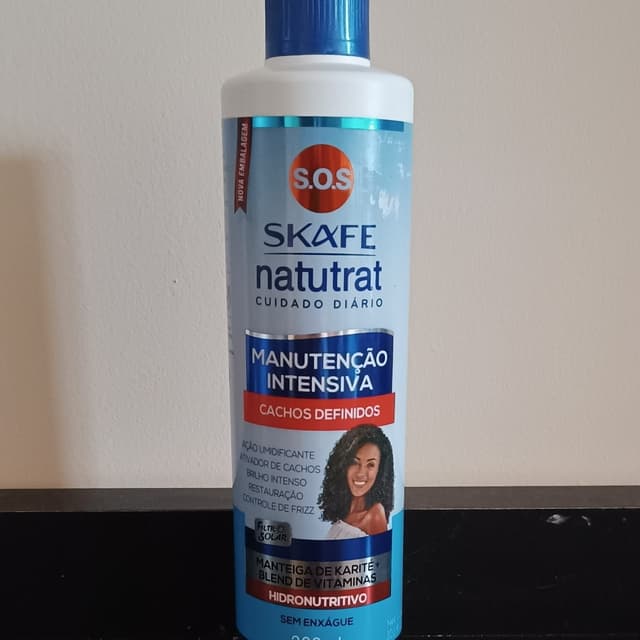 NOVA EMBALAGEM
S.O.S
SKAFE
natutrat
CUIDADO DIÁRIO
MANUTENÇÃO
INTENSIVA
CACHOS DEFINIDOS
AÇÃO UMIDIFICANTE
ATIVADOR DE CACHOS
BRILHO INTENSO
RESTAURAÇÃO
CONTROLE DE FRIZZ
FILTRO
SOLAR
MANTEIGA DE KARITÉ +
BLEND DE VITAMINAS
HIDRONUTRITIVO
SEM ENXÁGUE